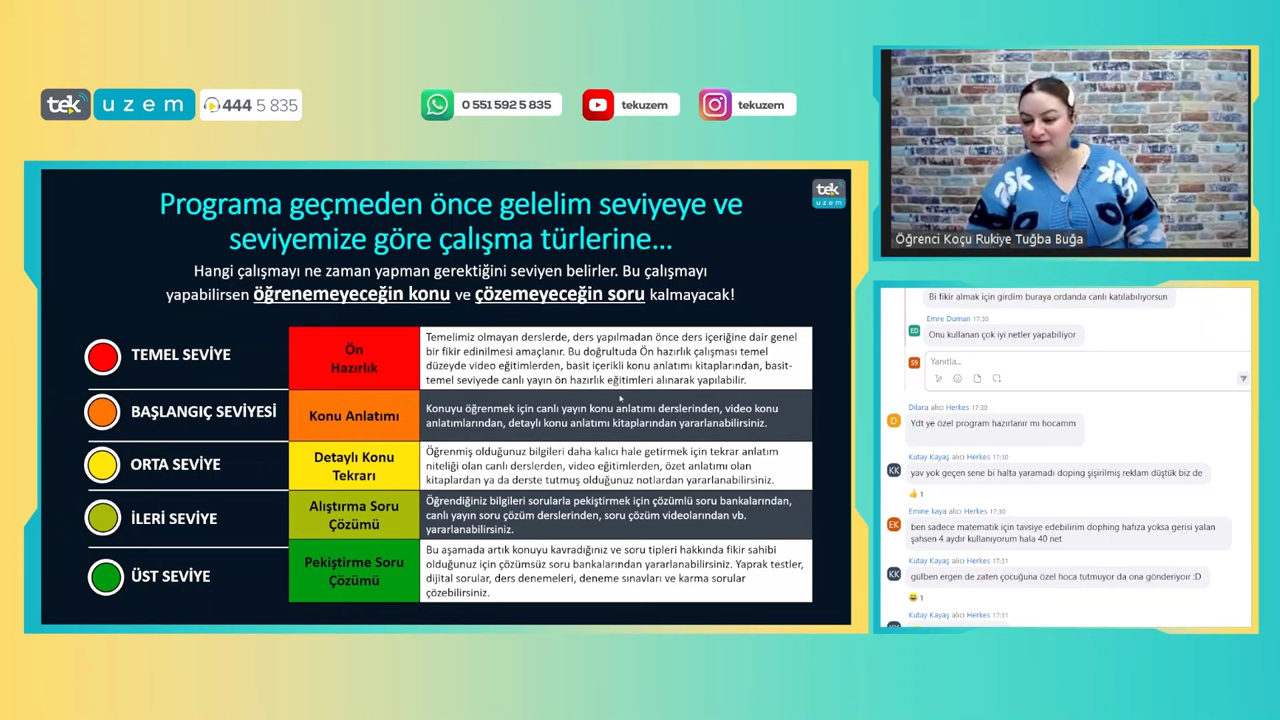 tek
uzem
444 5 835
0 551 592 5 835
tekuzem
tekuzem
tek
uzem
Programa geçmeden önce gelelim seviyeye ve
seviyemize göre çalışma türlerine...
Hangi çalışmayı ne zaman yapman gerektiğini seviyen belirler. Bu çalışmayı
yapabilirsen öğrenemeyeceğin konu ve çözemeyeceğin soru kalmayacak!
TEMEL SEVİYE
Ön
Hazırlık
Temelimiz olmayan derslerde, ders yapılmadan önce ders içeriğine dair genel
bir fikir edinilmesi amaçlanır. Bu doğrultuda Ön hazırlık çalışması temel
düzeyde video eğitimlerden, basit içerikli konu anlatımı kitaplarından, basit-
temel seviyede canlı yayın ön hazırlık eğitimleri alınarak yapılabilir.
BAŞLANGIÇ SEVİYESİ
Konu Anlatımı
Konuyu öğrenmek için canlı yayın konu anlatımı derslerinden, video konu
anlatımlarından, detaylı konu anlatımı kitaplarından yararlanabilirsiniz.
ORTA SEVİYE
Detaylı Konu
Tekrarı
Öğrenmiş olduğunuz bilgileri daha kalıcı hale getirmek için tekrar anlatım
niteliği olan canlı derslerden, video eğitimlerden, özet anlatımı olan
kitaplardan ya da derste tutmuş olduğunuz notlardan yararlanabilirsiniz.
İLERİ SEVİYE
Alıştırma Soru
Çözümü
Öğrendiğiniz bilgileri sorularla pekiştirmek için çözümlü soru bankalarından,
canlı yayın soru çözüm derslerinden, soru çözüm videolarından vb.
yararlanabilirsiniz.
ÜST SEVİYE
Pekiştirme Soru
Çözümü
Bu aşamada artık konuyu kavradığınız ve soru tipleri hakkında fikir sahibi
olduğunuz için çözümsüz soru bankalarından yararlanabilirsiniz. Yaprak testler,
dijital sorular, ders denemeleri, deneme sınavları ve karma sorular
çözebilirsiniz.
Öğrenci Koçu Rukiye Tuğba Buğa
Bi fikir almak için girdim buraya ordanda canlı katılabılıyorsun
Emre Duman 17:30
ED
Onu kullanan çok iyi netler yapabiliyor
S9
Yanıtla...
Dilara alıcı Herkes 17:30
D
Ydt ye özel program hazırlanır mı hocamm
Kutay Kayaş alıcı Herkes 17:30
KK
yav yok geçen sene bi halta yaramadı doping şişirilmiş reklam düştük biz de
1
Emine kaya alıcı Herkes 17:30
EK
ben sadece matematik için tavsiye edebilirim dophing hafıza yoksa gerisi yalan
şahsen 4 aydır kullanıyorum hala 40 net
Kutay Kayaş alıcı Herkes 17:31
KK
gülben ergen de zaten çocuğuna özel hoca tutmuyor da ona gönderiyoır :D
1
Kutay Kayaş alıcı Herkes 17:31